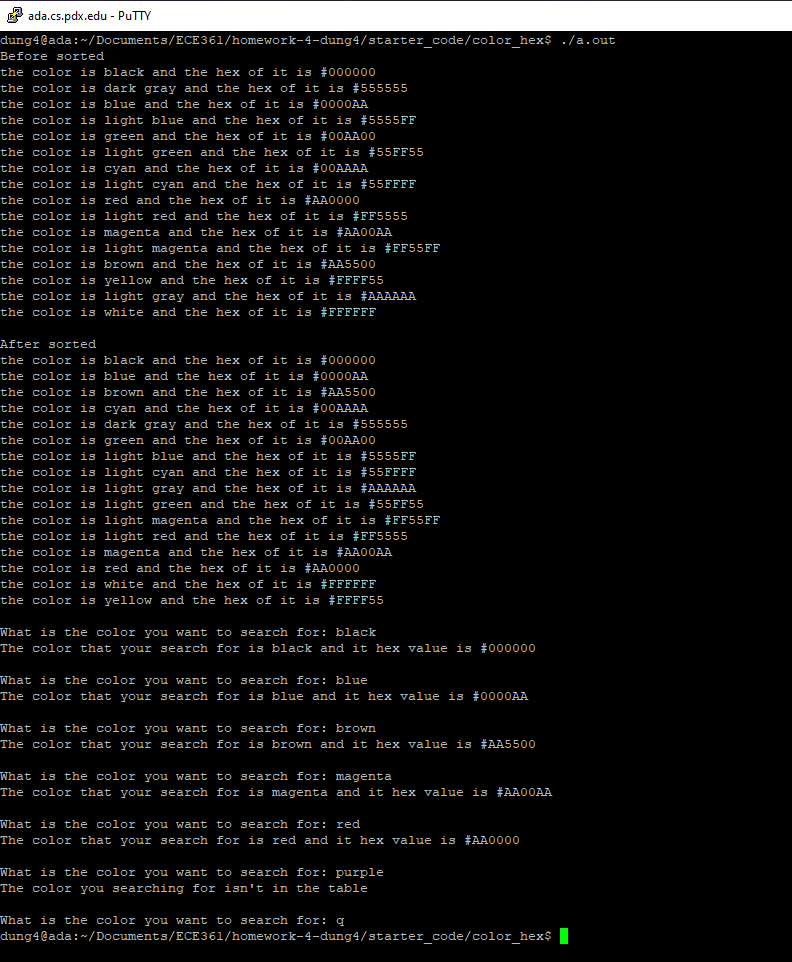 ada.cs.pdx.edu - PuTTY
dung4@ada:~/Documents/ECE361/homework-4-dung4/starter_code/color_hex$ ./a.out
Before sorted
the color is black and the hex of it is #000000
the color is dark gray and the hex of it is #555555
the color is blue and the hex of it is #0000AA
the color is light blue and the hex of it is #5555FF
the color is green and the hex of it is #00AA00
the color is light green and the hex of it is #55FF55
the color is cyan and the hex of it is #00AAAA
the color is light cyan and the hex of it is #55FFFF
the color is red and the hex of it is #AA0000
the color is light red and the hex of it is #FF5555
the color is magenta and the hex of it is #AA00AA
the color is light magenta and the hex of it is #FF55FF
the color is brown and the hex of it is #AA5500
the color is yellow and the hex of it is #FFFF55
the color is light gray and the hex of it is #AAAAAA
the color is white and the hex of it is #FFFFFF
After sorted
the color is black and the hex of it is #000000
the color is blue and the hex of it is #0000AA
the color is brown and the hex of it is #AA5500
the color is cyan and the hex of it is #00AAAA
the color is dark gray and the hex of it is #555555
the color is green and the hex of it is #00AA00
the color is light blue and the hex of it is #5555FF
the color is light cyan and the hex of it is #55FFFF
the color is light gray and the hex of it is #AAAAAA
the color is light green and the hex of it is #55FF55
the color is light magenta and the hex of it is #FF55FF
the color is light red and the hex of it is #FF5555
the color is magenta and the hex of it is #AA00AA
the color is red and the hex of it is #AA0000
the color is white and the hex of it is #FFFFFF
the color is yellow and the hex of it is #FFFF55
What is the color you want to search for: black
The color that your search for is black and it hex value is #000000
What is the color you want to search for: blue
The color that your search for is blue and it hex value is #0000AA
What is the color you want to search for: brown
The color that your search for is brown and it hex value is #AA5500
What is the color you want to search for: magenta
The color that your search for is magenta and it hex value is #AA00AA
What is the color you want to search for: red
The color that your search for is red and it hex value is #AA0000
What is the color you want to search for: purple
The color you searching for isn't in the table
What is the color you want to search for: q
dung4@ada:~/Documents/ECE361/homework-4-dung4/starter_code/color_hex$